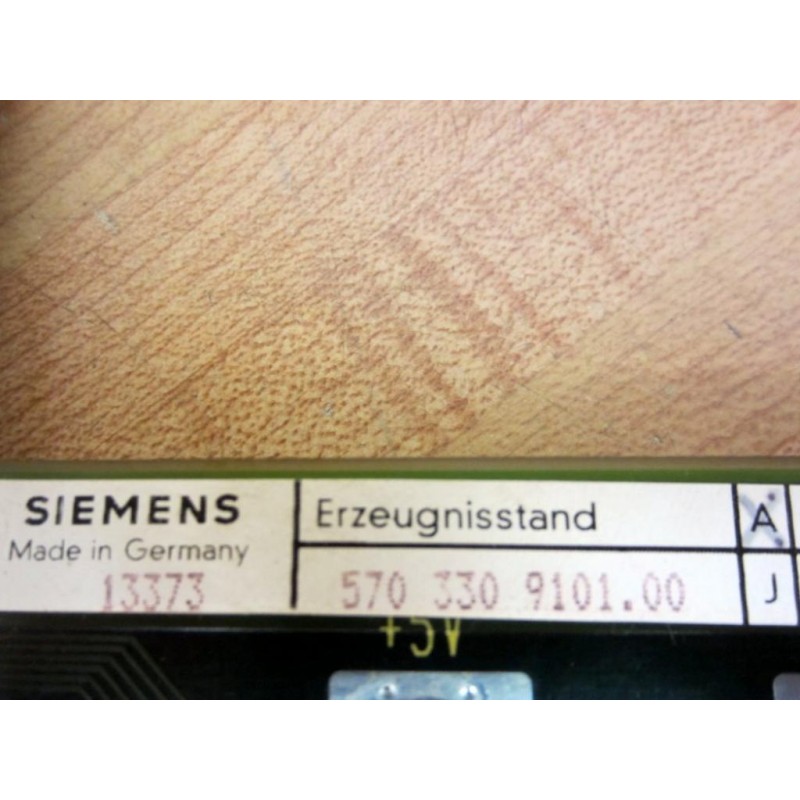 SIEMENS
Made in Germany
13373
Erzeugnisstand
570 330 9101.00
A
J
+5V